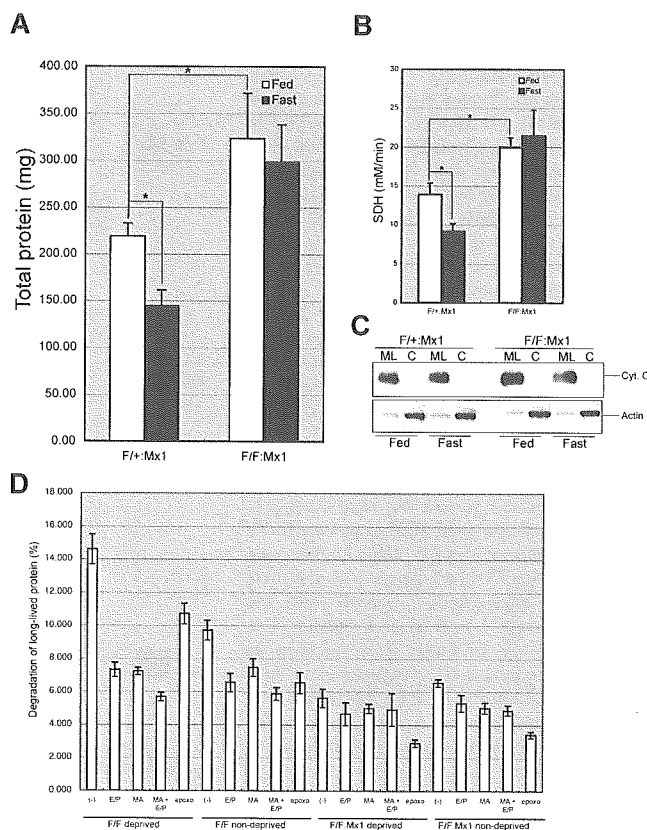 A
Total protein (mg)
400.00
350.00
300.00
250.00
200.00
150.00
100.00
50.00
0.00
*
*
Fed
Fast
F/+:Mx1
F/F:Mx1
B
SDH (mM/min)
30
25
20
15
10
5
0
*
*
Fed
Fast
F/+:Mx1
F/F:Mx1
C
F/+:Mx1 F/F:Mx1
ML C ML C ML C ML C
Cyt. C
Actin
Fed Fast Fed Fast
D
Degradation of long-lived protein (%)
18.000
16.000
14.000
12.000
10.000
8.000
6.000
4.000
2.000
0.000
(-) E/P MA MA + E/P epoxo (-) E/P MA MA + E/P epoxo (-) E/P MA MA + E/P epoxo (-) E/P MA MA + E/P epoxo
F/F deprived F/F non-deprived F/F:Mx1 deprived F/F:Mx1 non-deprived